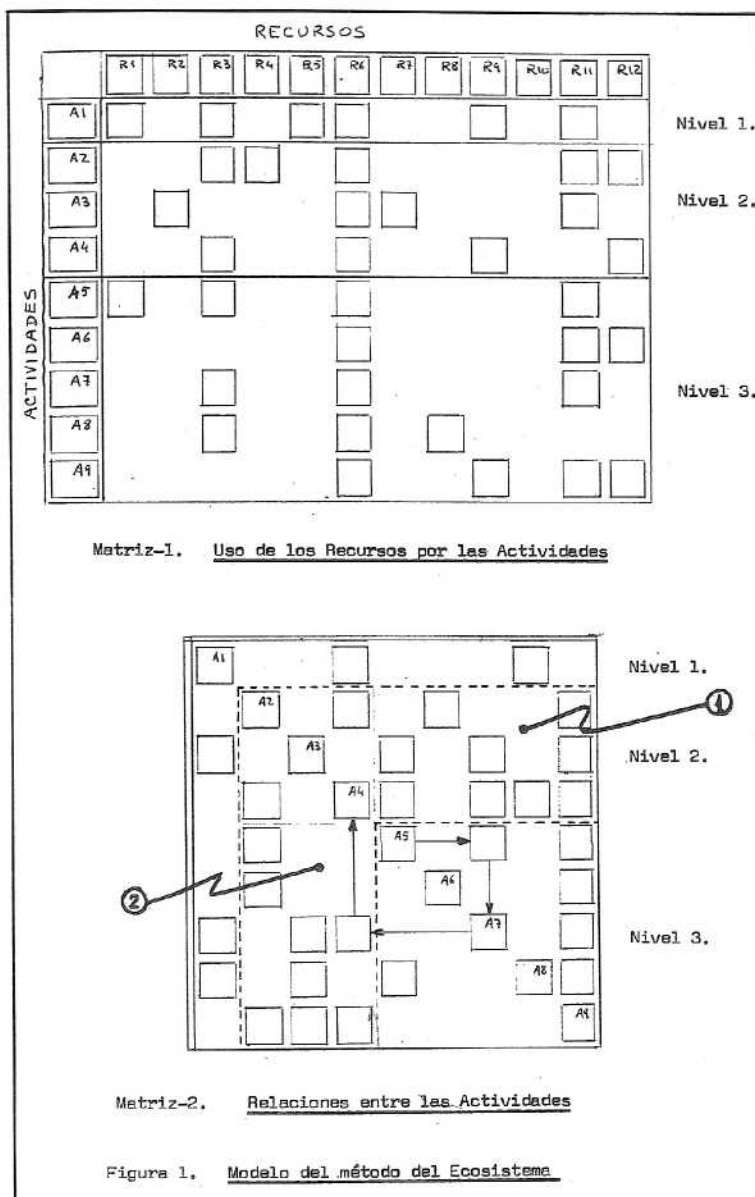 RECURSOS
R1 R2 R3 R4 R5 R6 R7 R8 R9 R10 R11 R12
ACTIVIDADES
A1 Nivel 1.
A2
A3 Nivel 2.
A4
A5
A6
A7 Nivel 3.
A8
A9
Matriz-1. Uso de los Recursos por las Actividades
A1 Nivel 1.
A2 1
A3 Nivel 2.
A4
A5
2 A6
A7 Nivel 3.
A8
A9
Matriz-2. Relaciones entre las Actividades
Figura 1. Modelo del método del Ecosistema